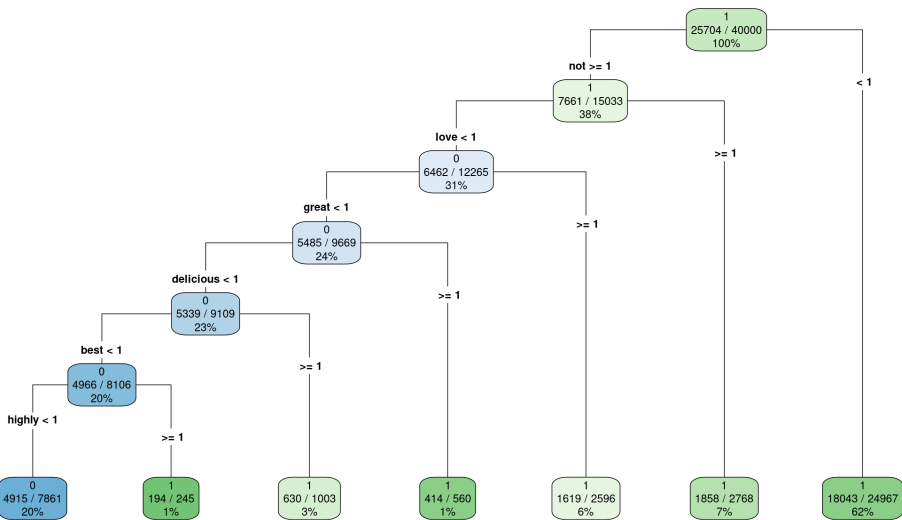 1
25704 / 40000
100%
not >= 1
< 1
1
7661 / 15033
38%
love < 1
>= 1
0
6462 / 12265
31%
great < 1
>= 1
0
5485 / 9669
24%
delicious < 1
>= 1
0
5339 / 9109
23%
best < 1
>= 1
0
4966 / 8106
20%
highly < 1
>= 1
0
4915 / 7861
20%
1
194 / 245
1%
1
630 / 1003
3%
1
414 / 560
1%
1
1619 / 2596
6%
1
1858 / 2768
7%
1
18043 / 24967
62%